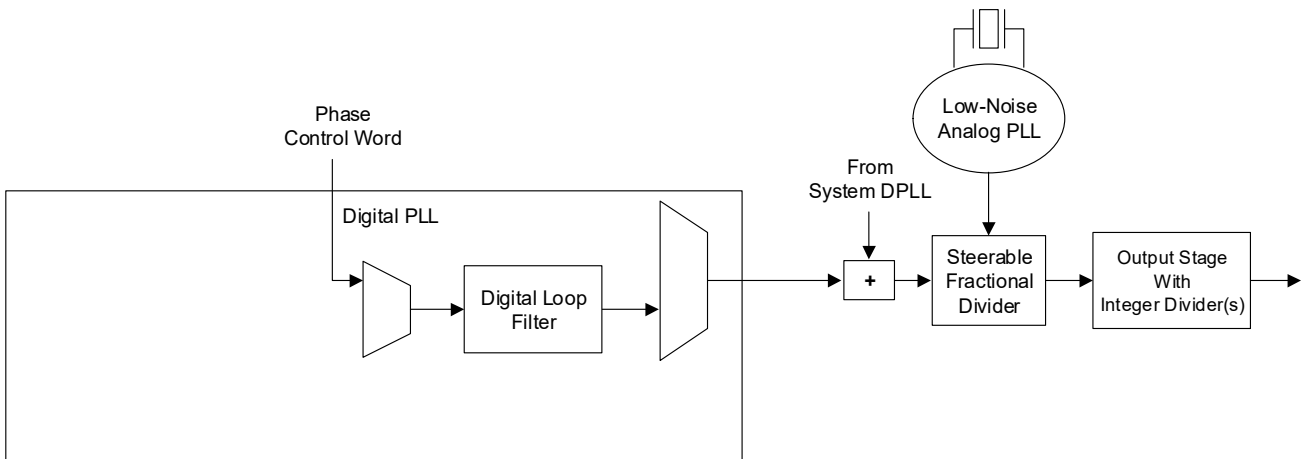 Low-Noise
Analog PLL
Phase
Control Word
From
System DPLL
Digital PLL
Steerable
Fractional
Divider
Output Stage
With
Integer Divider(s)
+
Digital Loop
Filter